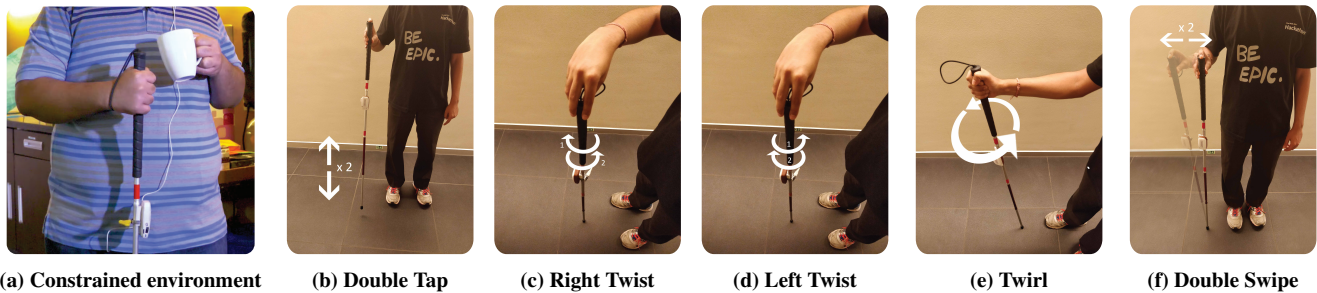 BE
EPIC.
x 2
1
2
1
2
x 2
BE
EPIC.
(a) Constrained environment
(b) Double Tap
(c) Right Twist
(d) Left Twist
(e) Twirl
(f) Double Swipe